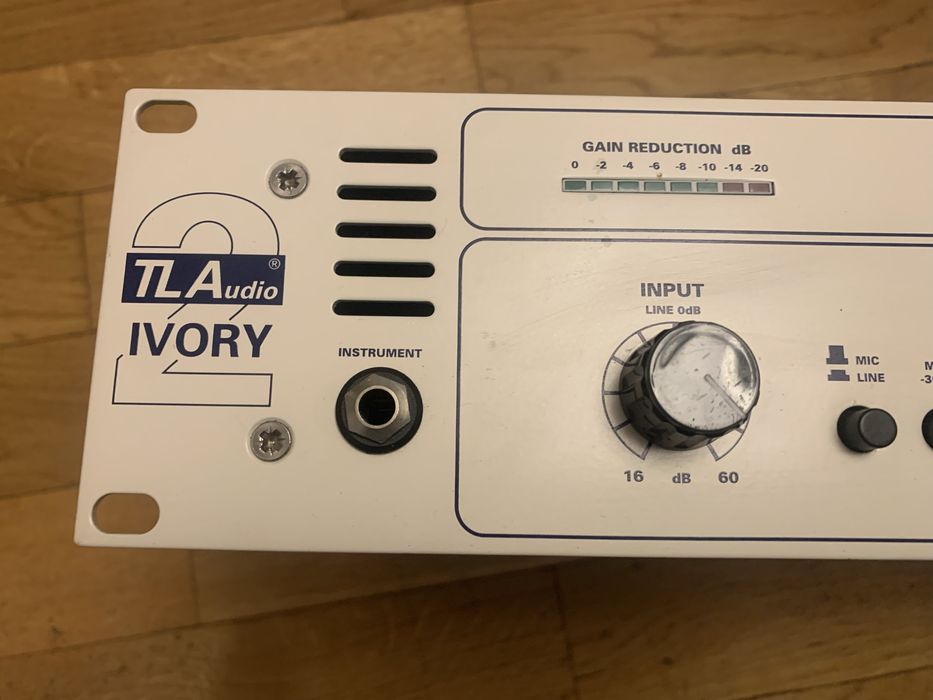 GAIN REDUCTION dB
0 -2 -4 -6 -8 -10 -14 -20
2
TL Audio ®
IVORY
INSTRUMENT
INPUT
LINE 0dB
16 dB 60
MIC
LINE